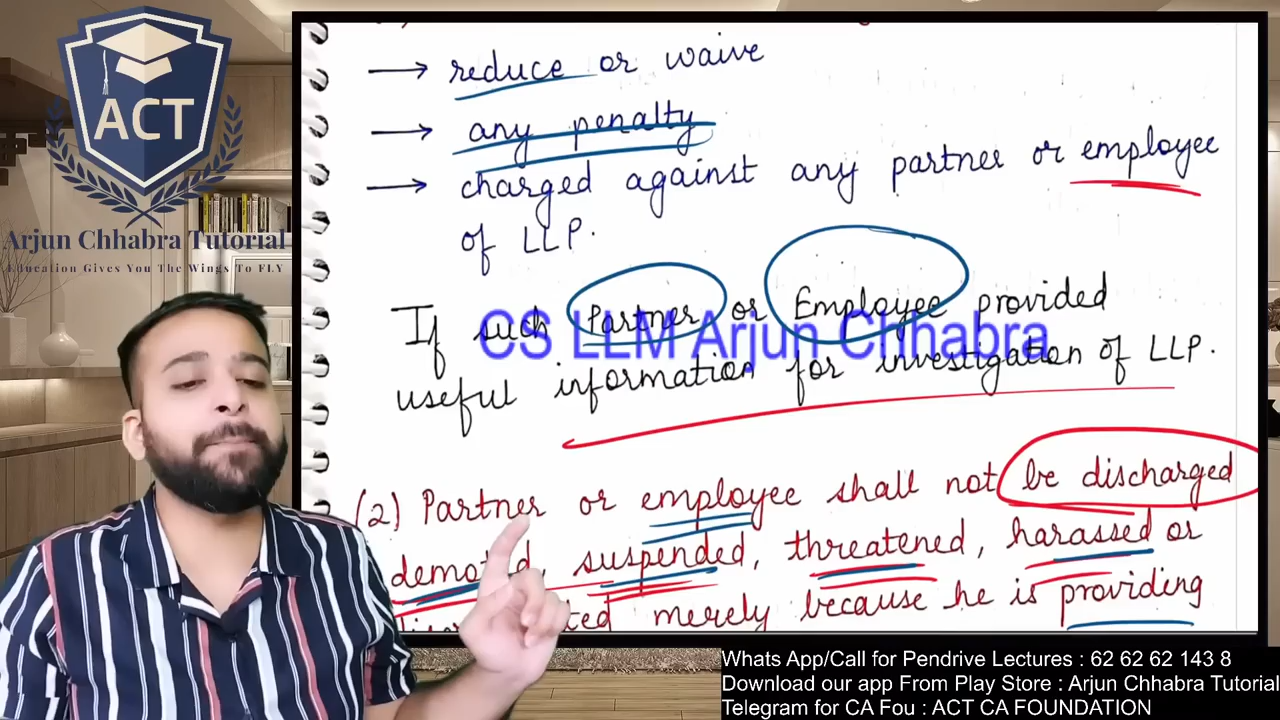 → reduce or waive
→ any penalty
→ charged against any partner or employee
of LLP.
If such Partner or Employee provided
useful information for investigation of LLP.
(2) Partner or employee shall not be discharged
demoted, suspended, threatened, harassed or
merely because he is providing
CS LLM Arjun Chhabra
ACT
Arjun Chhabra Tutorial
Education Gives You The Wings To FLY
Whats App/Call for Pendrive Lectures : 62 62 62 143 8
Download our app From Play Store : Arjun Chhabra Tutorial
Telegram for CA Fou : ACT CA FOUNDATION